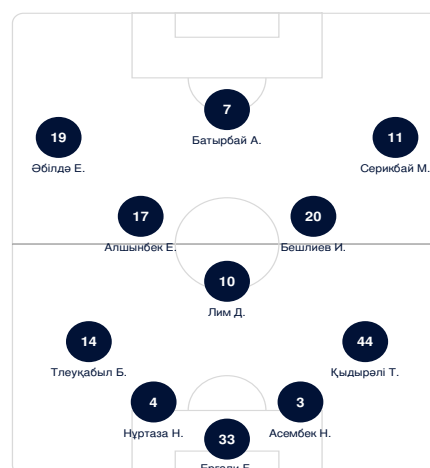 7
Батырбай А.
19
Әбілдә Е.
11
Серикбай М.
17
Алшынбек Е.
20
Бешлиев И.
10
Лим Д.
14
Тлеуқабыл Б.
44
Қыдырәлі Т.
4
Нұртаза Н.
3
Асембек Н.
33